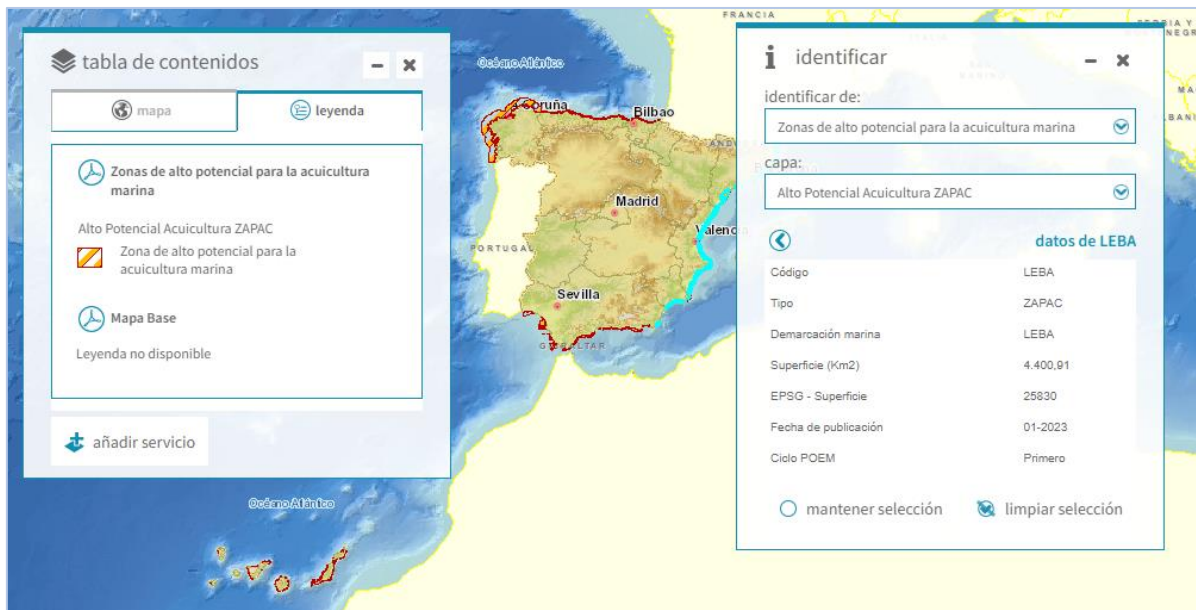 tabla de contenidos
mapa
leyenda
Zonas de alto potencial para la acuicultura
marina
Alto Potencial Acuicultura ZAPAC
Zona de alto potencial para la
acuicultura marina
Mapa Base
Leyenda no disponible
añadir servicio
FRANCIA
Océano Atlántico
Coruña
Bilbao
Madrid
Valencia
PORTUGAL
Sevilla
GIBRALTAR
Océano Atlántico
identificar
identificar de:
Zonas de alto potencial para la acuicultura marina
capa:
Alto Potencial Acuicultura ZAPAC
datos de LEBA
Código LEBA
Tipo ZAPAC
Demarcación marina LEBA
Superficie (Km2) 4.400,91
EPSG - Superficie 25830
Fecha de publicación 01-2023
Ciclo POEM Primero
mantener selección
limpiar selección